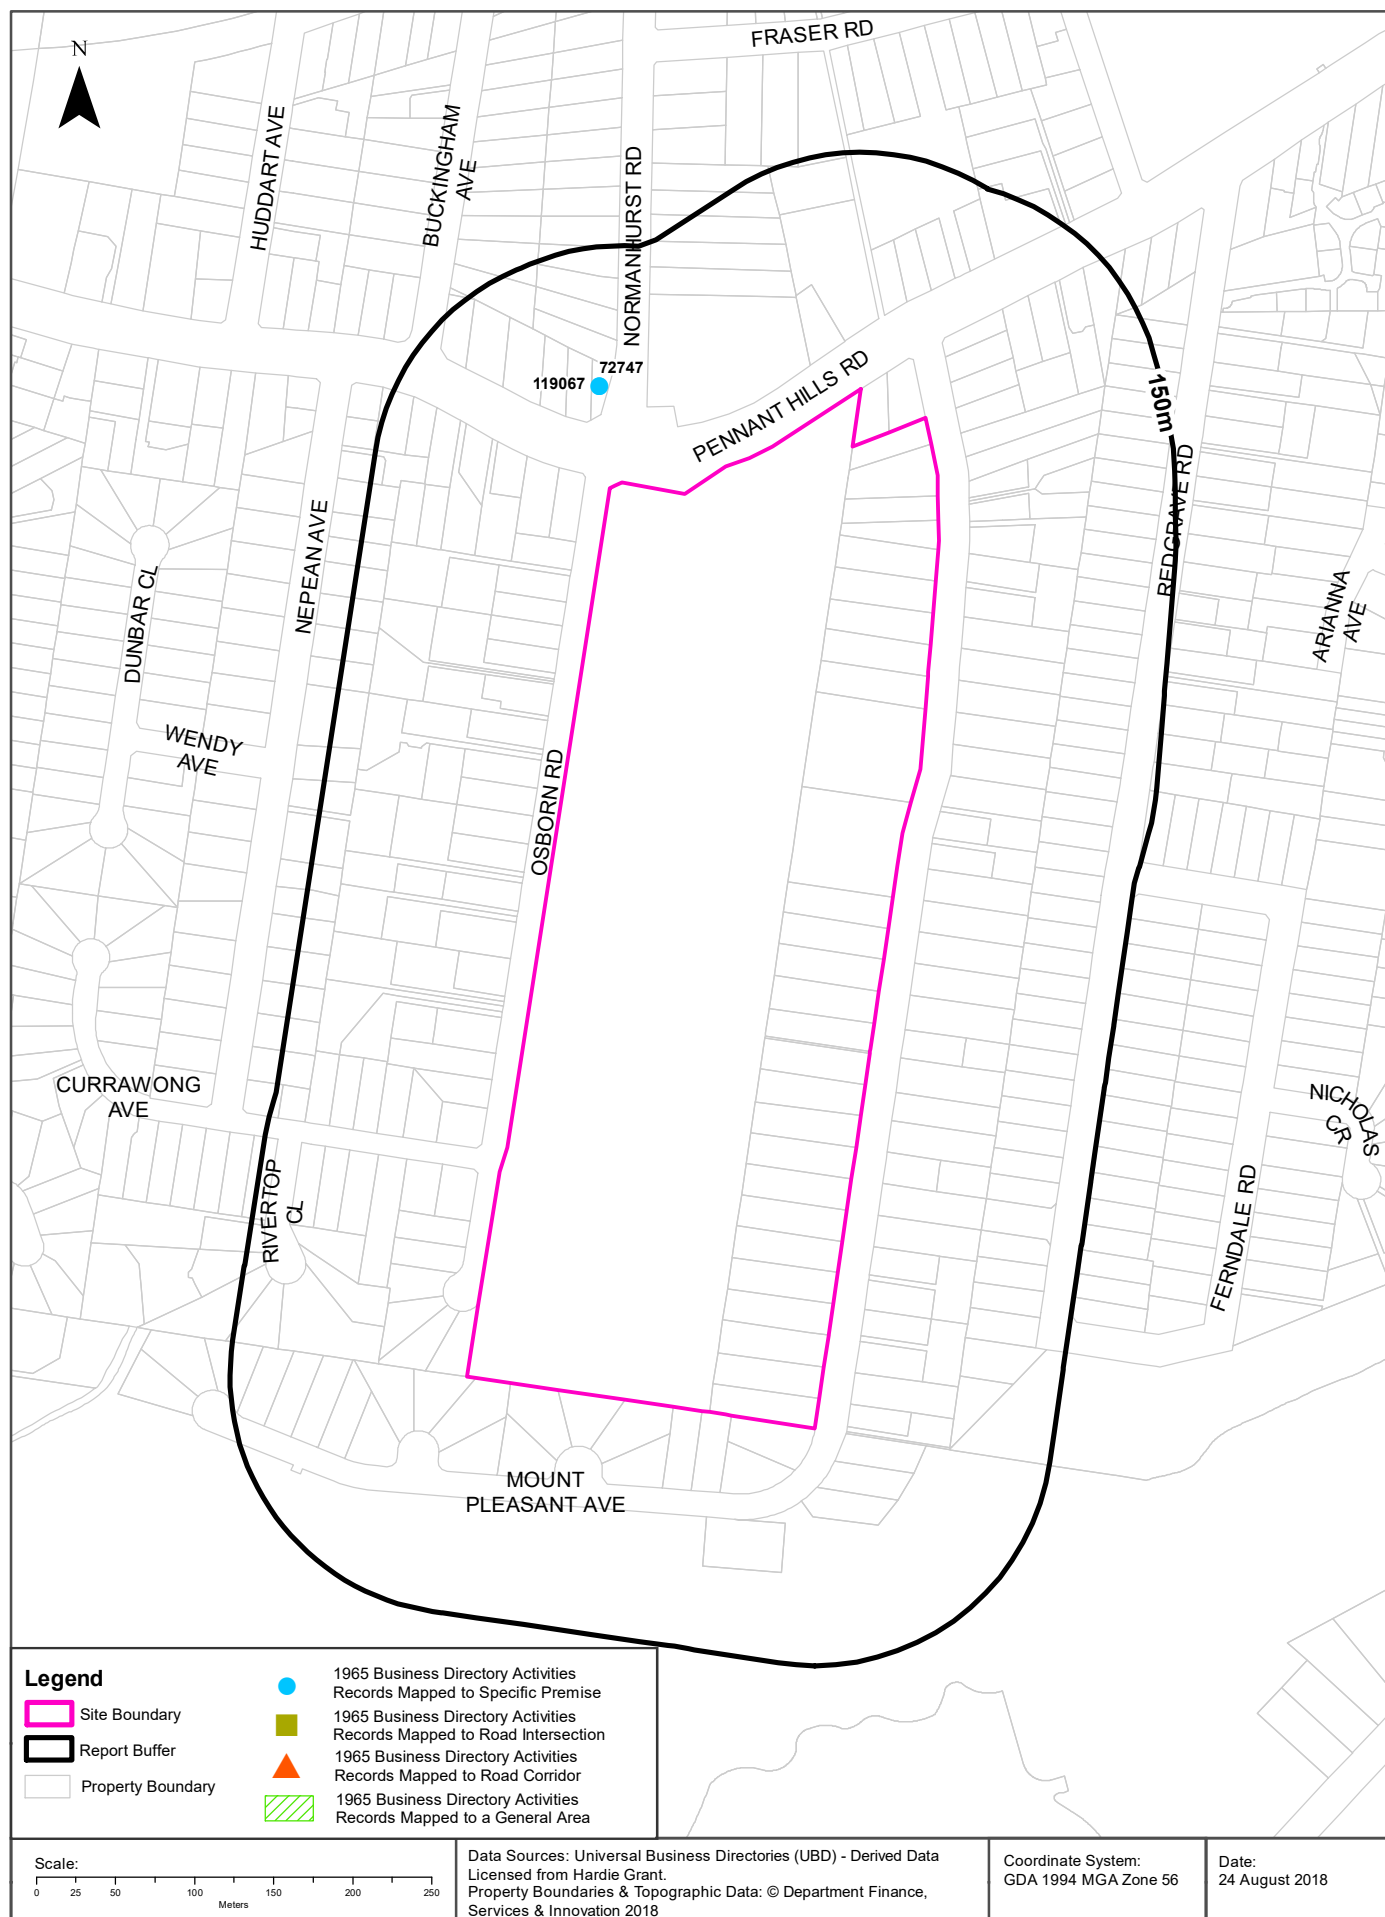 N
FRASER RD
HUDDART AVE
BUCKINGHAM
AVE
NORMANHURST RD
72747
119067
PENNANT HILLS RD
150m
REDGRAVE RD
NEPEAN AVE
DUNBAR CL
ARIANNA
AVE
WENDY
AVE
OSBORN RD
CURRAWONG
AVE
NICHOLAS
CR
RIVERTOP
CL
FERNDALE RD
MOUNT
PLEASANT AVE
Legend
Site Boundary
Report Buffer
Property Boundary
1965 Business Directory Activities
Records Mapped to Specific Premise
1965 Business Directory Activities
Records Mapped to Road Intersection
1965 Business Directory Activities
Records Mapped to Road Corridor
1965 Business Directory Activities
Records Mapped to a General Area
Scale:
0 25 50 100 150 200 250
Meters
Data Sources: Universal Business Directories (UBD) - Derived Data
Licensed from Hardie Grant.
Property Boundaries & Topographic Data: © Department Finance,
Services & Innovation 2018
Coordinate System:
GDA 1994 MGA Zone 56
Date:
24 August 2018